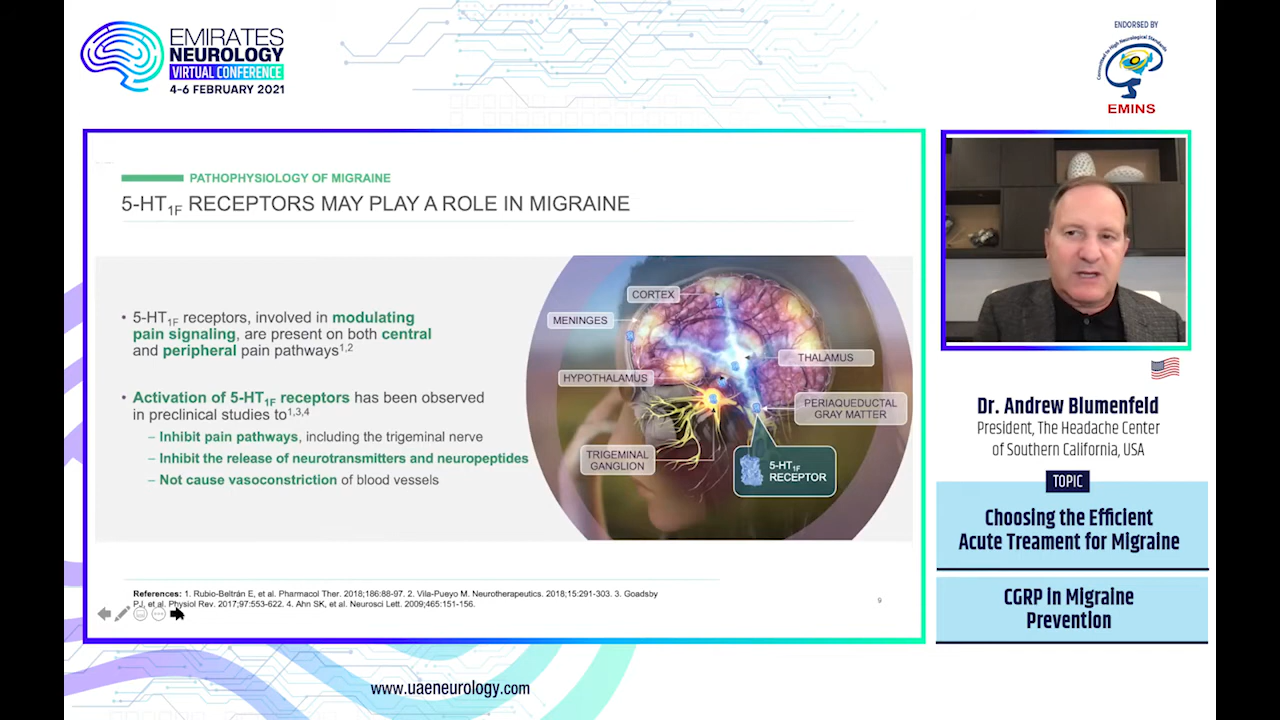 EMIRATES
NEUROLOGY
VIRTUAL CONFERENCE
4-6 FEBRUARY 2021
ENDORSED BY
Committed to High Neurological Standards
EMINS
PATHOPHYSIOLOGY OF MIGRAINE
5-HT1F RECEPTORS MAY PLAY A ROLE IN MIGRAINE
• 5-HT1F receptors, involved in modulating
pain signaling, are present on both central
and peripheral pain pathways1,2
• Activation of 5-HT1F receptors has been observed
in preclinical studies to1,3,4
– Inhibit pain pathways, including the trigeminal nerve
– Inhibit the release of neurotransmitters and neuropeptides
– Not cause vasoconstriction of blood vessels
CORTEX
MENINGES
HYPOTHALAMUS
TRIGEMINAL
GANGLION
THALAMUS
PERIAQUEDUCTAL
GRAY MATTER
5-HT1F
RECEPTOR
References: 1. Rubio-Beltrán E, et al. Pharmacol Ther. 2018;186:88-97. 2. Vila-Pueyo M. Neurotherapeutics. 2018;15:291-303. 3. Goadsby
PJ, et al. Physiol Rev. 2017;97:553-622. 4. Ahn SK, et al. Neurosci Lett. 2009;465:151-156.
9
Dr. Andrew Blumenfeld
President, The Headache Center
of Southern California, USA
TOPIC
Choosing the Efficient
Acute Treament for Migraine
CGRP In Migraine
Prevention
www.uaeneurology.com